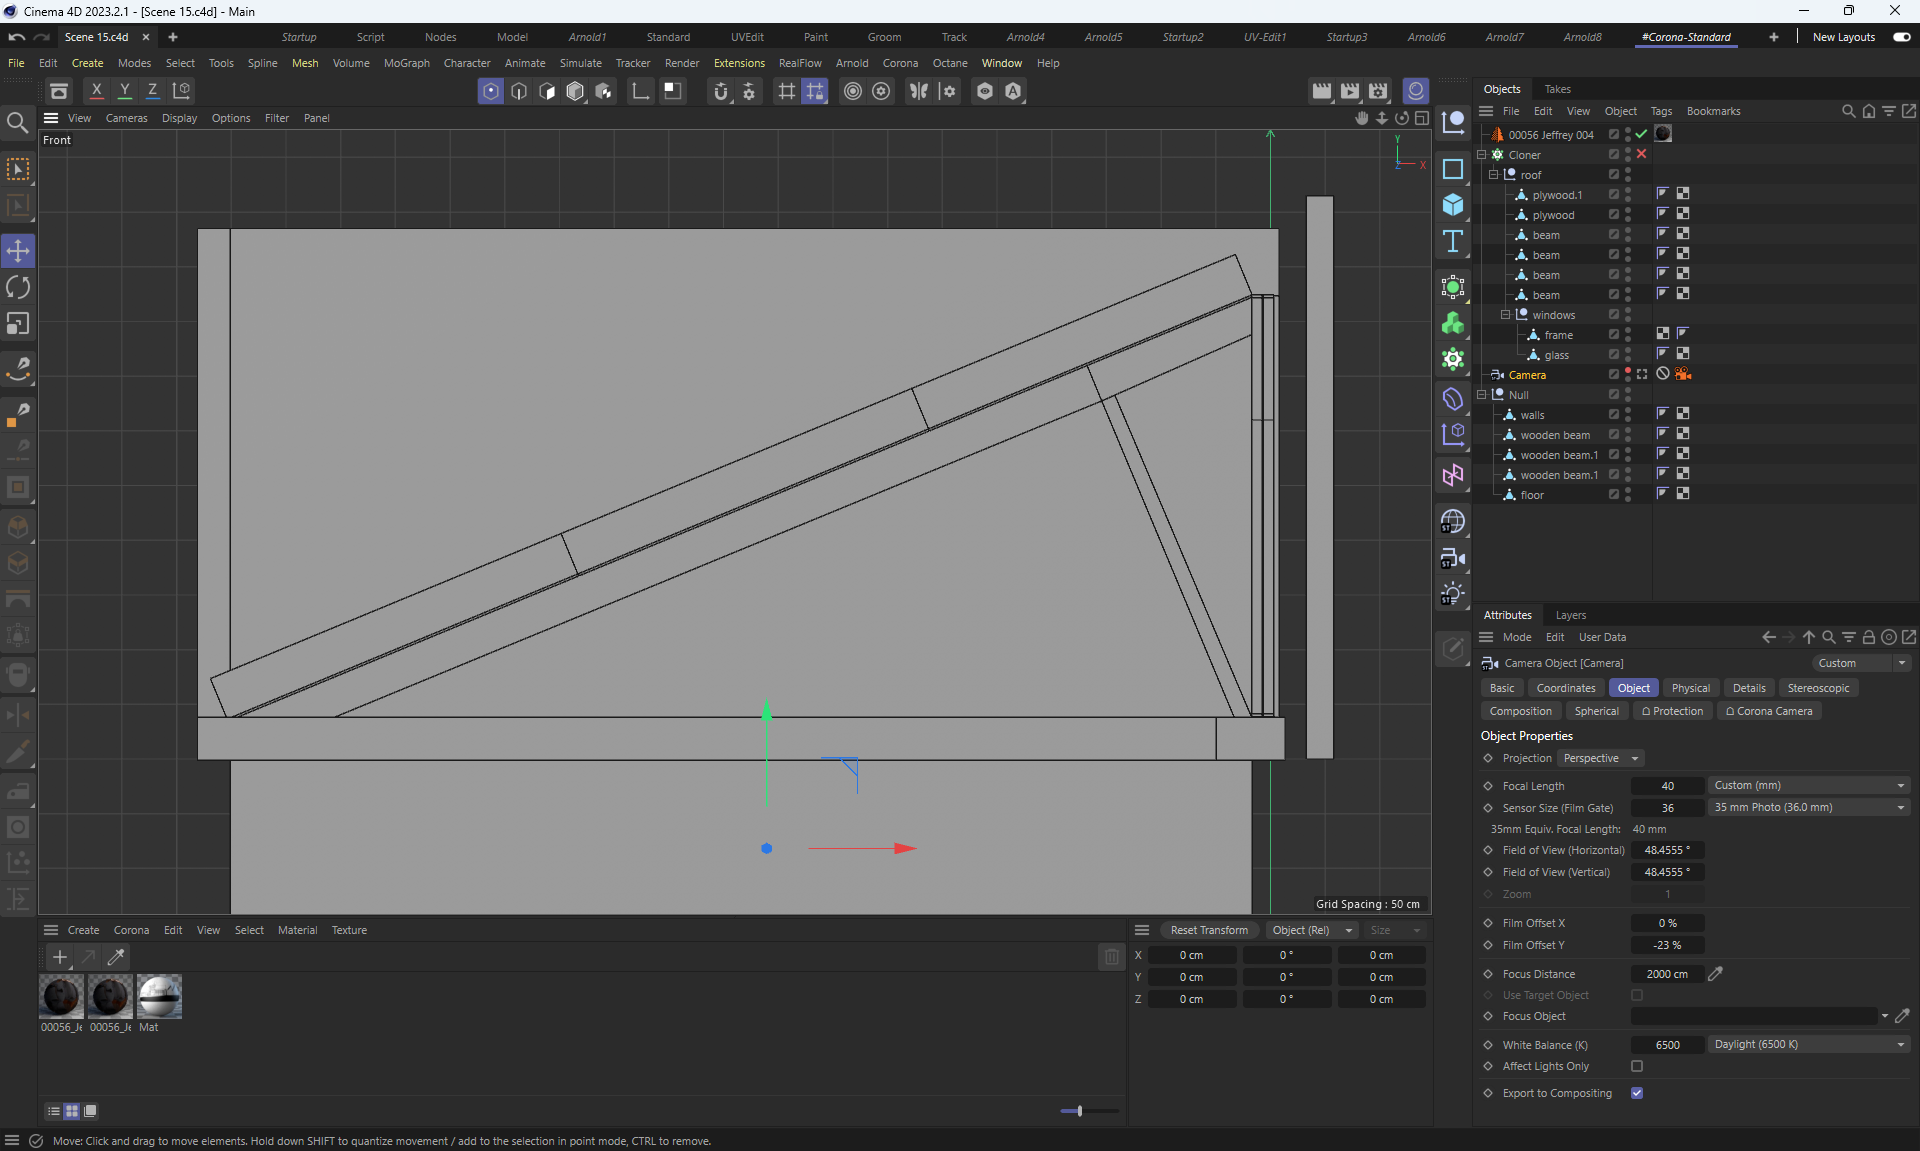 Cinema 4D 2023.2.1 - [Scene 15.c4d] - Main
Scene 15.c4d
Startup
Script
Nodes
Model
Arnold1
Standard
UVEdit
Paint
Groom
Track
Arnold4
Arnold5
Startup2
UV-Edit1
Startup3
Arnold6
Arnold7
Arnold8
#Corona-Standard
New Layouts
File Edit Create Modes Select Tools Spline Mesh Volume MoGraph Character Animate Simulate Tracker Render Extensions RealFlow Arnold Corona Octane Window Help
X Y Z
View Cameras Display Options Filter Panel
Front
Y
X
Z
Grid Spacing : 50 cm
ST
ST
ST
Objects Takes
File Edit View Object Tags Bookmarks
00056 Jeffrey 004
Cloner
roof
plywood.1
plywood
beam
beam
beam
beam
windows
frame
glass
Camera
Null
walls
wooden beam
wooden beam.1
wooden beam.1
floor
Attributes Layers
Mode Edit User Data
Camera Object [Camera]
Custom
Basic Coordinates Object Physical Details Stereoscopic
Composition Spherical Protection Corona Camera
Object Properties
Projection Perspective
Focal Length 40 Custom (mm)
Sensor Size (Film Gate) 36 35 mm Photo (36.0 mm)
35mm Equiv. Focal Length: 40 mm
Field of View (Horizontal) 48.4555 °
Field of View (Vertical) 48.4555 °
Zoom 1
Film Offset X 0 %
Film Offset Y -23 %
Focus Distance 2000 cm
Use Target Object
Focus Object
White Balance (K) 6500 Daylight (6500 K)
Affect Lights Only
Export to Compositing
Create Corona Edit View Select Material Texture
00056_Je 00056_Je Mat
Reset Transform Object (Rel) Size
X 0 cm 0 ° 0 cm
Y 0 cm 0 ° 0 cm
Z 0 cm 0 ° 0 cm
Move: Click and drag to move elements. Hold down SHIFT to quantize movement / add to the selection in point mode, CTRL to remove.